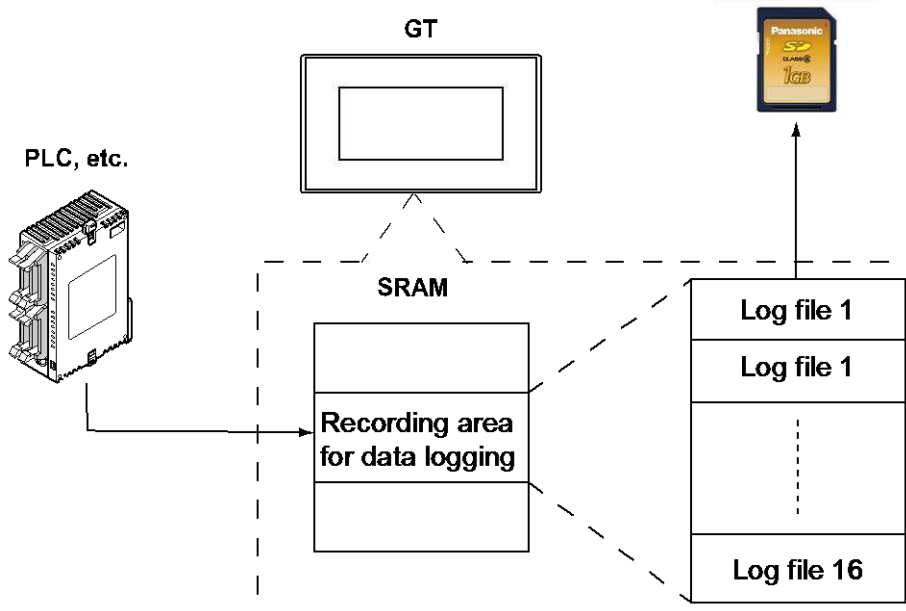 GT
Panasonic
SD
CLASS
1GB
PLC, etc.
SRAM
Log file 1
Log file 1
Recording area
for data logging
Log file 16